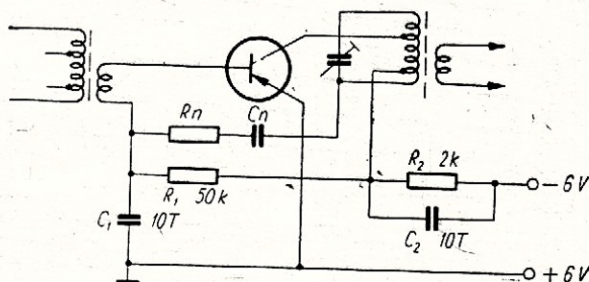 Rn
Cn
R₁ 50k
R₂ 2k
C₁ 10T
C₂ 10T
− 6V
+ 6V